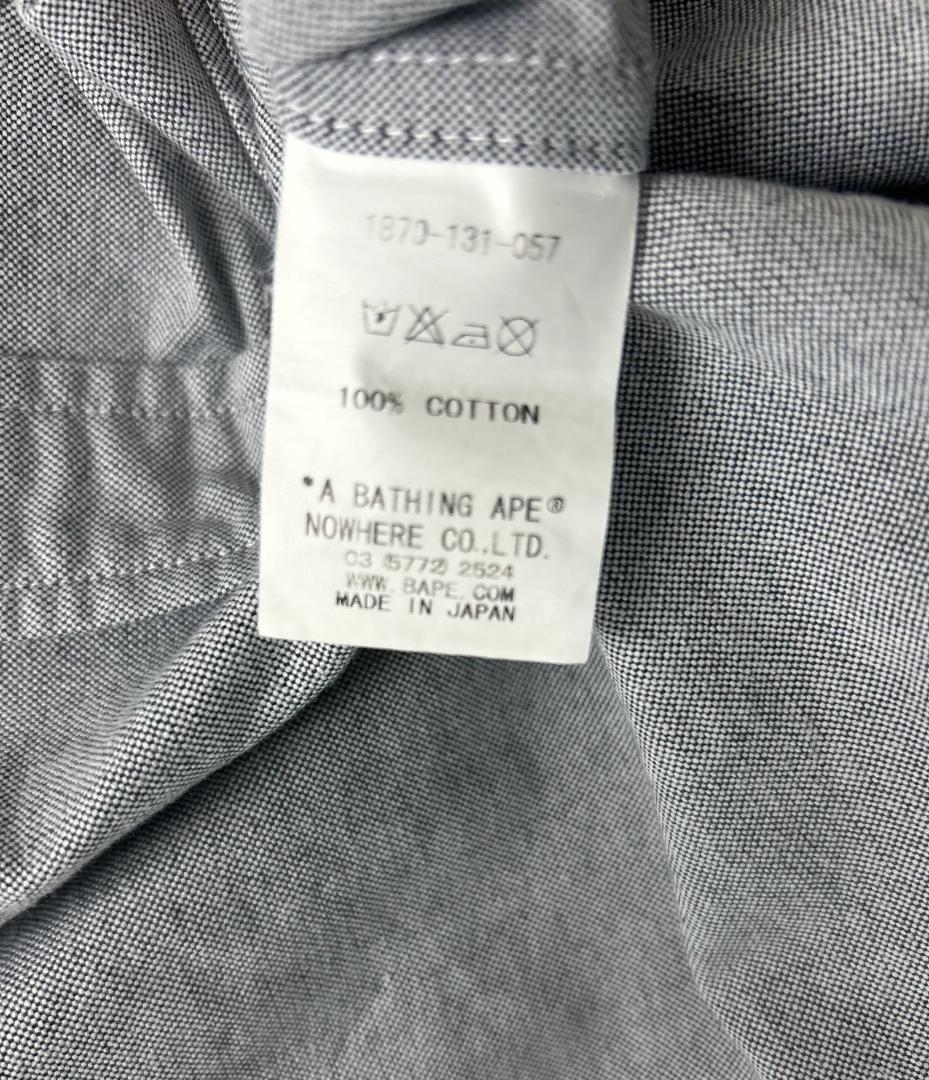 1870-131-057
100% COTTON
*A BATHING APE®
NOWHERE CO.,LTD.
03 (5772) 2524
WWW. BAPE. COM
MADE IN JAPAN